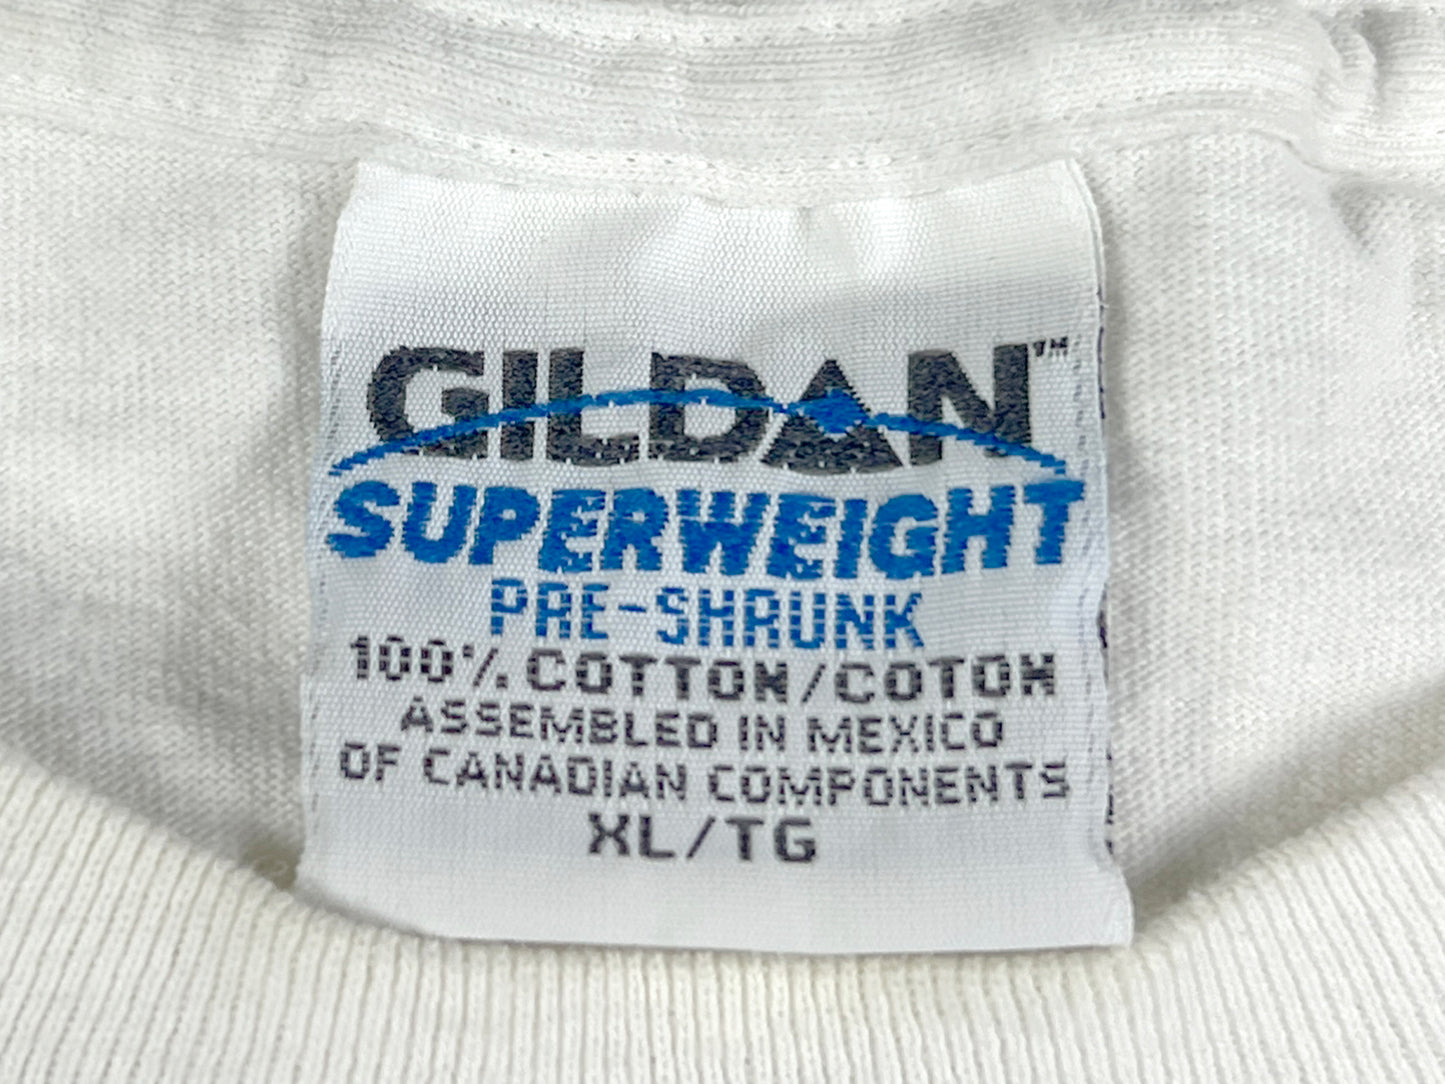 GILDAN™
SUPERWEIGHT
PRE-SHRUNK
100% COTTON/COTON
ASSEMBLED IN MEXICO
OF CANADIAN COMPONENTS
XL/TG